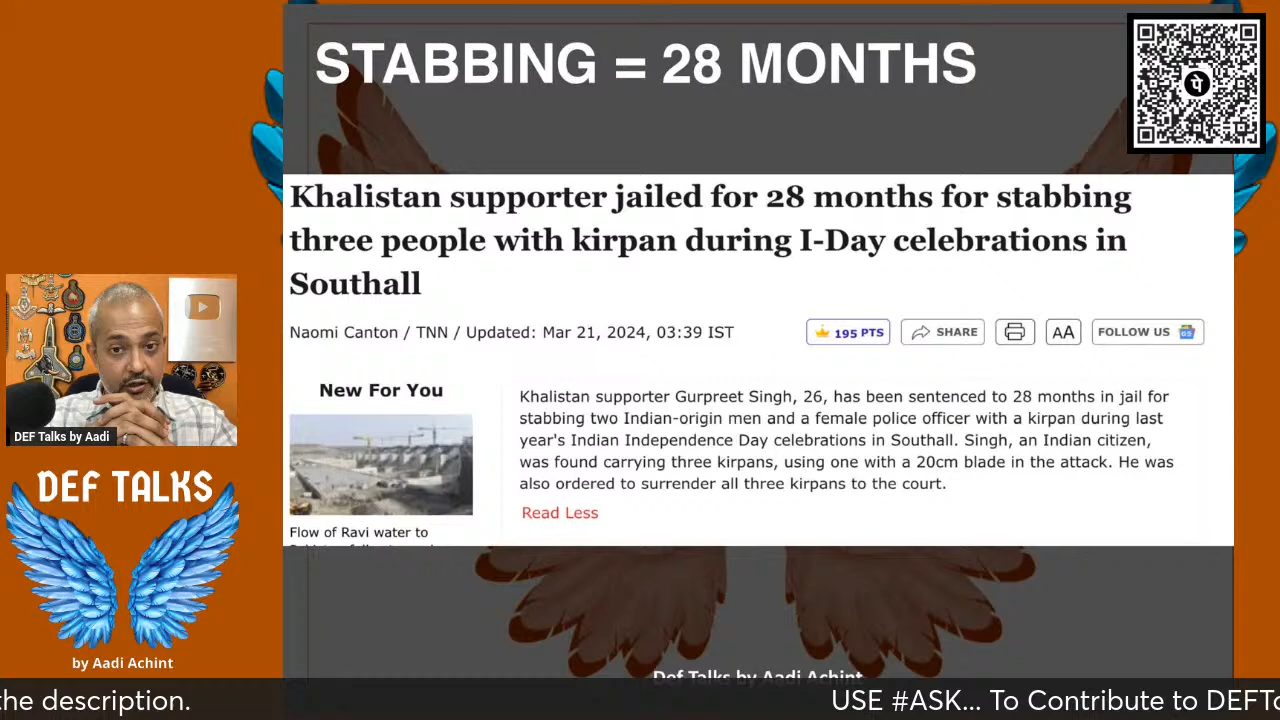 STABBING = 28 MONTHS
पे
Khalistan supporter jailed for 28 months for stabbing
three people with kirpan during I-Day celebrations in
Southall
Naomi Canton / TNN / Updated: Mar 21, 2024, 03:39 IST
195 PTS
SHARE
AA
FOLLOW US
New For You
Khalistan supporter Gurpreet Singh, 26, has been sentenced to 28 months in jail for
stabbing two Indian-origin men and a female police officer with a kirpan during last
year's Indian Independence Day celebrations in Southall. Singh, an Indian citizen,
was found carrying three kirpans, using one with a 20cm blade in the attack. He was
also ordered to surrender all three kirpans to the court.
Read Less
Flow of Ravi water to
DEF Talks by Aadi
DEF TALKS
by Aadi Achint
Def Talks by Aadi Achint
the description.
USE #ASK... To Contribute to DEFTa